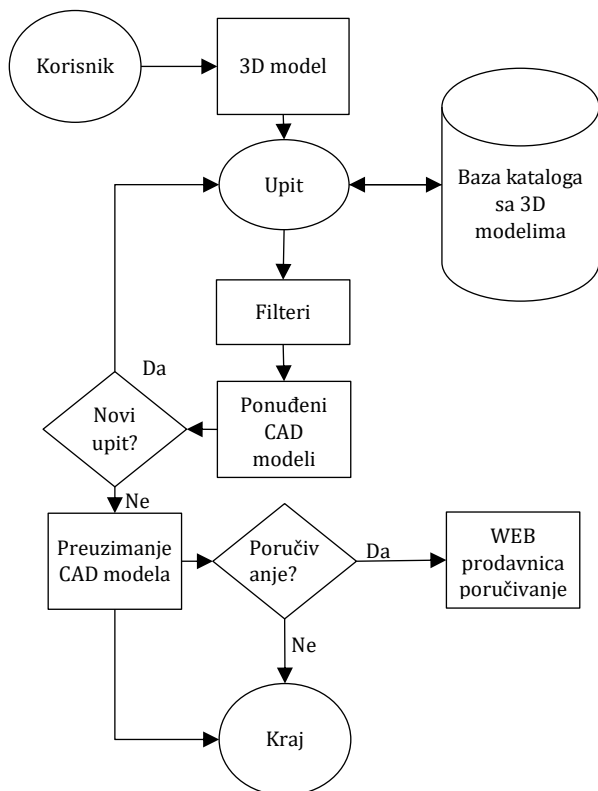 Korisnik
3D model
Upit
Baza kataloga
sa 3D
modelima
Filteri
Da
Ponuđeni
CAD
modeli
Novi
upit?
Ne
Preuzimanje
CAD modela
Poručiv
anje?
Da
WEB
prodavnica
poručivanje
Ne
Kraj